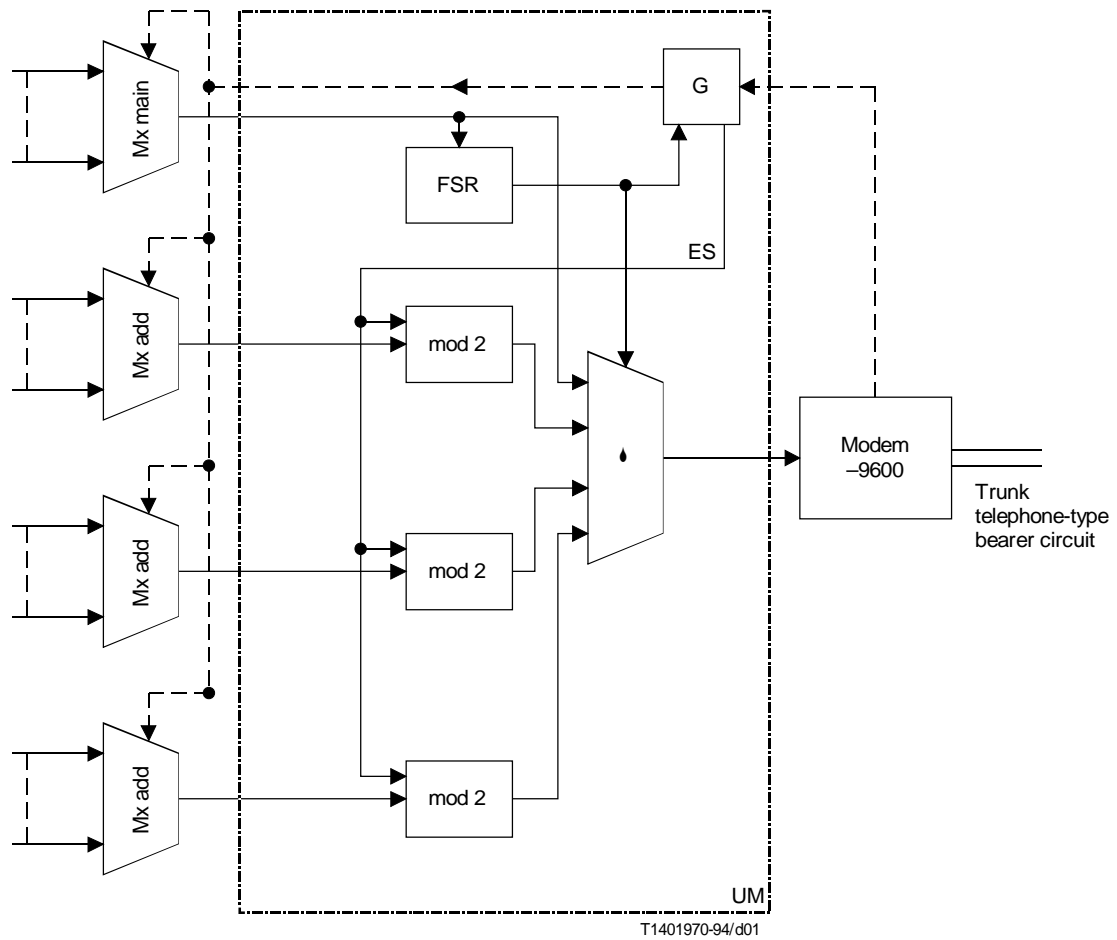 Mx main
G
FSR
ES
Mx add
mod 2
Modem
–9600
Trunk
telephone-type
bearer circuit
Mx add
mod 2
Mx add
mod 2
UM
T1401970-94/d01